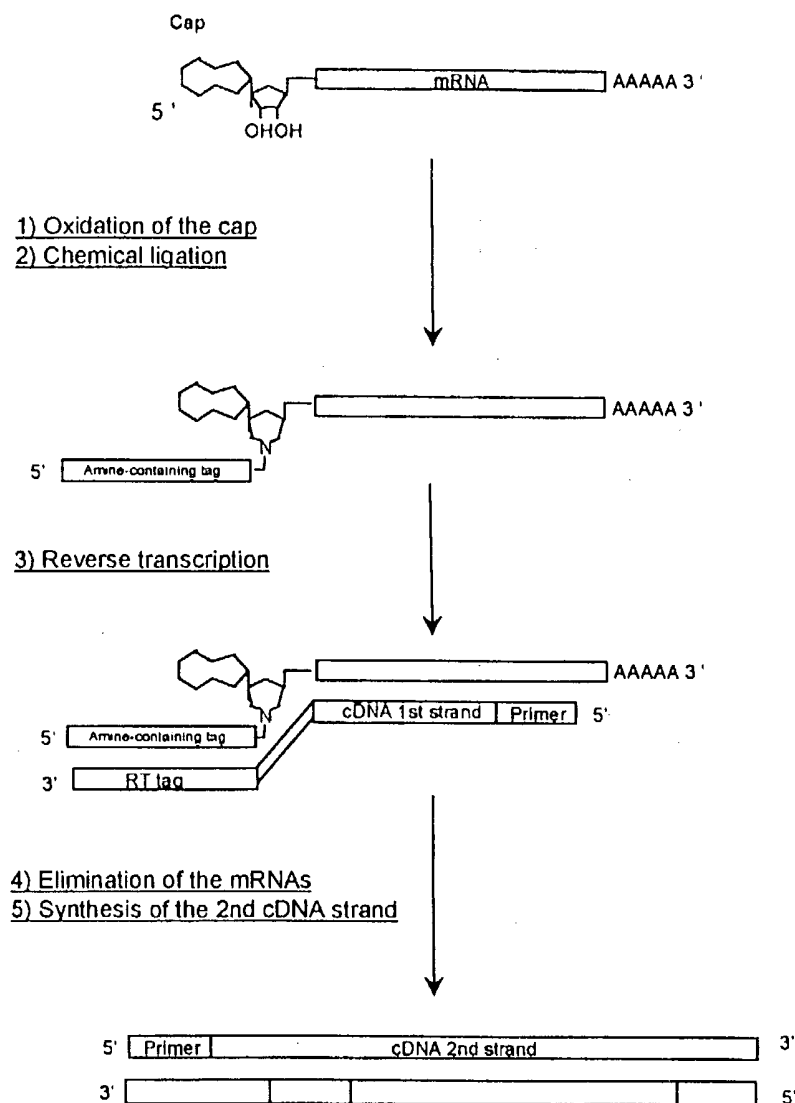 Cap
mRNA AAAAA 3 '
5 '
OHOH
1) Oxidation of the cap
2) Chemical ligation
AAAAA 3 '
N
5' Amine-containing tag
3) Reverse transcription
AAAAA 3 '
N cDNA 1st strand Primer 5'
5' Amine-containing tag
3' RT tag
4) Elimination of the mRNAs
5) Synthesis of the 2nd cDNA strand
5' Primer cDNA 2nd strand 3'
3' 5'